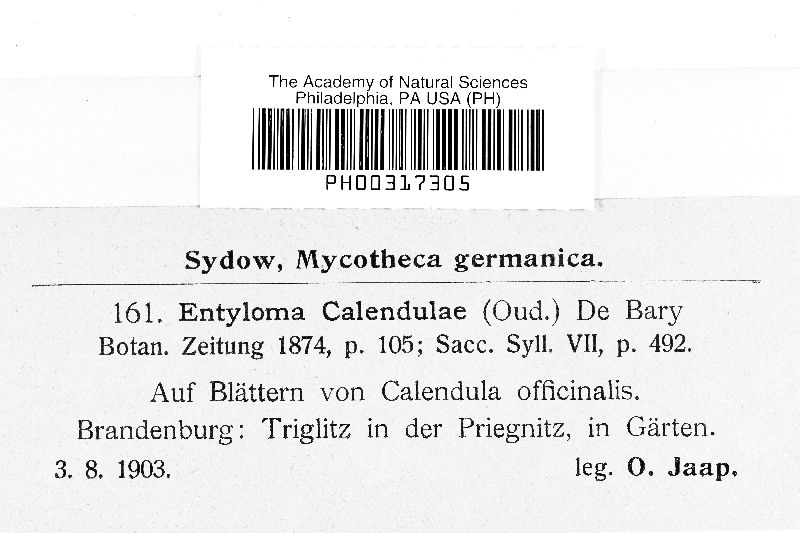 The Academy of Natural Sciences
Philadelphia, PA USA (PH)
PH00317305
Sydow, Mycotheca germanica.
161. Entyloma Calendulae (Oud.) De Bary
Botan. Zeitung 1874, p. 105; Sacc. Syll. VII, p. 492.
Auf Blättern von Calendula officinalis.
Brandenburg: Triglitz in der Priegnitz, in Gärten.
3. 8. 1903. leg. O. Jaap.